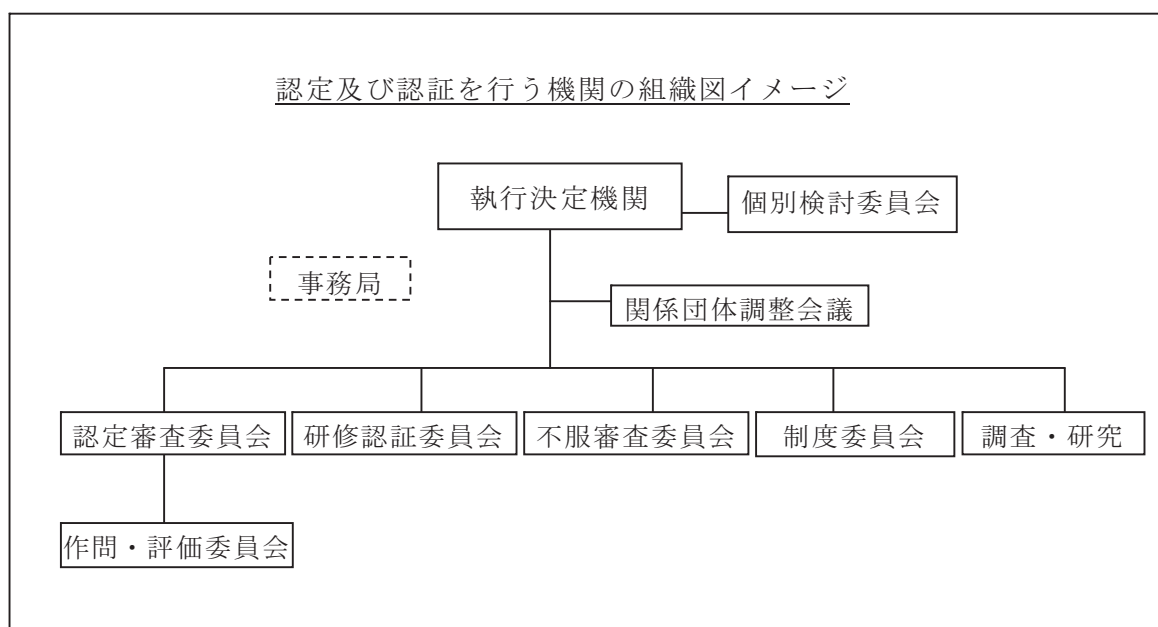 認定及び認証を行う機関の組織図イメージ
執行決定機関
個別検討委員会
事務局
関係団体調整会議
認定審査委員会
研修認証委員会
不服審査委員会
制度委員会
調査・研究
作問・評価委員会